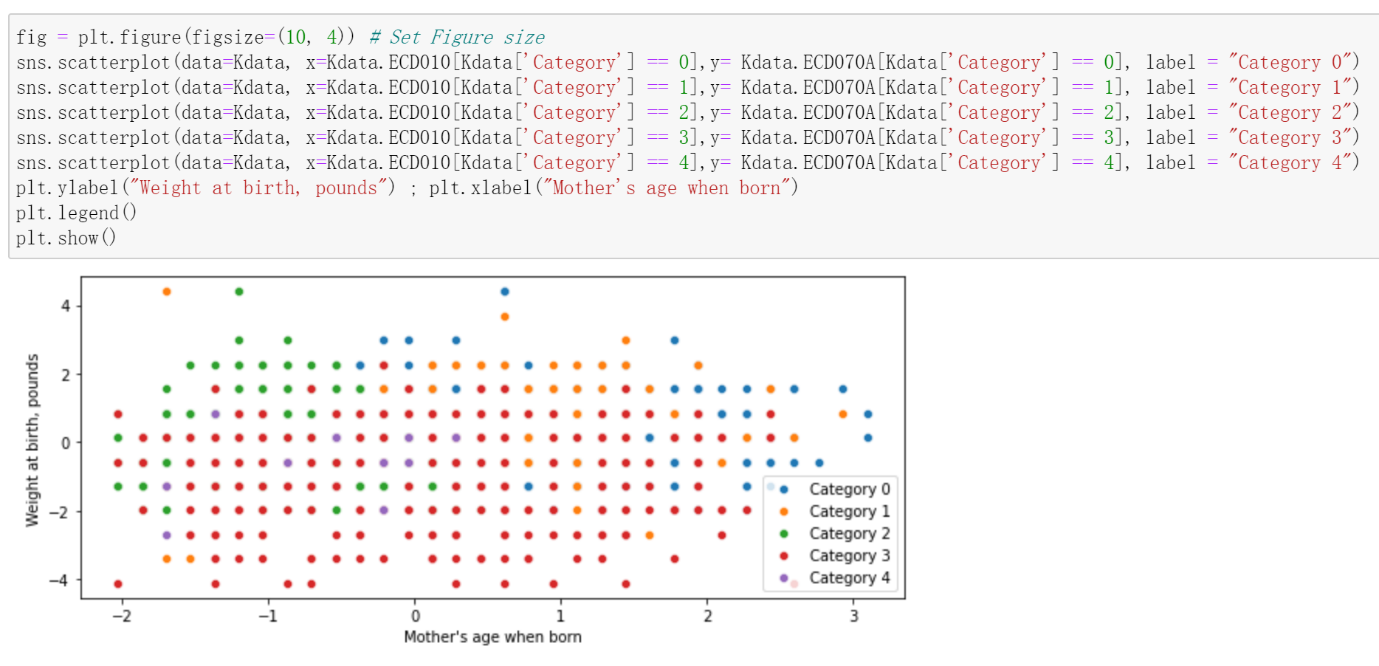 fig = plt.figure(figsize=(10, 4)) # Set Figure size
sns.scatterplot(data=Kdata, x=Kdata.ECD010[Kdata['Category'] == 0],y= Kdata.ECD070A[Kdata['Category'] == 0], label = "Category 0")
sns.scatterplot(data=Kdata, x=Kdata.ECD010[Kdata['Category'] == 1],y= Kdata.ECD070A[Kdata['Category'] == 1], label = "Category 1")
sns.scatterplot(data=Kdata, x=Kdata.ECD010[Kdata['Category'] == 2],y= Kdata.ECD070A[Kdata['Category'] == 2], label = "Category 2")
sns.scatterplot(data=Kdata, x=Kdata.ECD010[Kdata['Category'] == 3],y= Kdata.ECD070A[Kdata['Category'] == 3], label = "Category 3")
sns.scatterplot(data=Kdata, x=Kdata.ECD010[Kdata['Category'] == 4],y= Kdata.ECD070A[Kdata['Category'] == 4], label = "Category 4")
plt.ylabel("Weight at birth, pounds") ; plt.xlabel("Mother's age when born")
plt.legend()
plt.show()
4
2
0
−2
−4
Weight at birth, pounds
Category 0
Category 1
Category 2
Category 3
Category 4
−2 −1 0 1 2 3
Mother's age when born